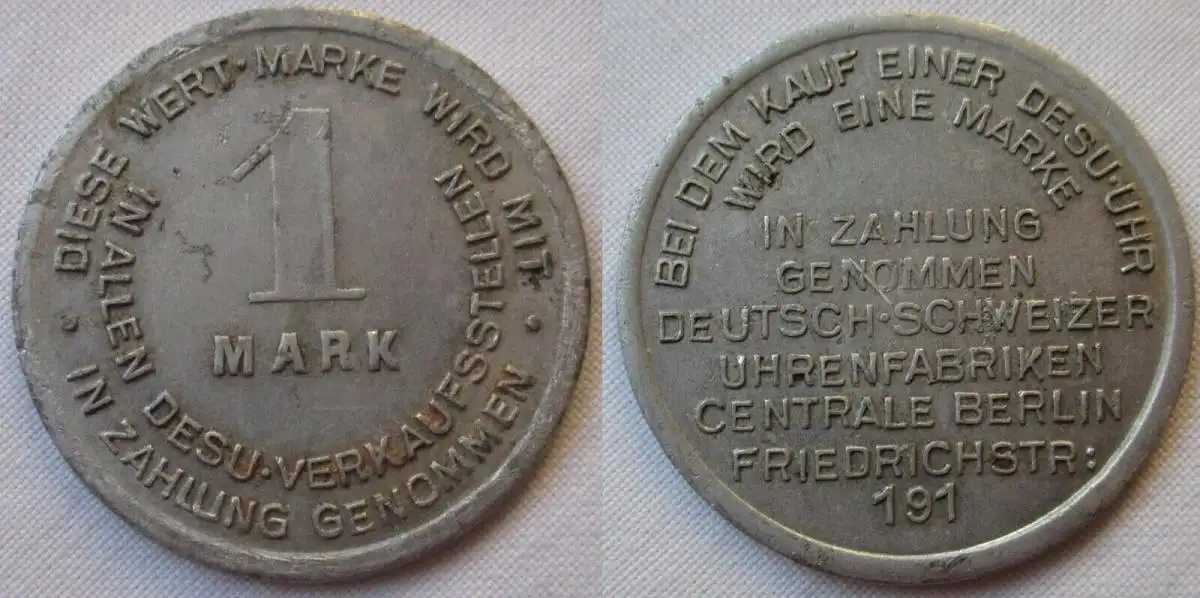 DIESE WERT·MARKE WIRD MIT
IN ALLEN DESU·VERKAUFSSTELLEN
· IN ZAHLUNG GENOMMEN ·
1
MARK
BEI DEM KAUF EINER DESU·UHR
WIRD EINE MARKE
IN ZAHLUNG
GENOMMEN
DEUTSCH·SCHWEIZER
UHRENFABRIKEN
CENTRALE BERLIN
FRIEDRICHSTR:
191